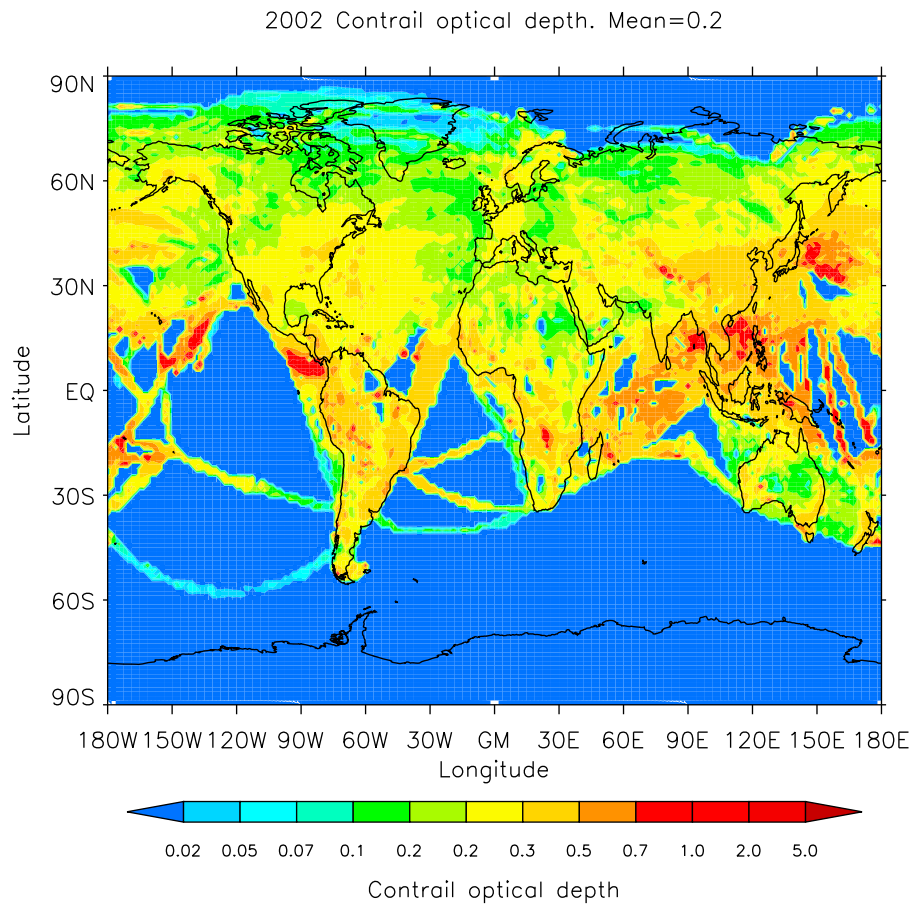 2002 Contrail optical depth. Mean=0.2
90N
60N
30N
EQ
30S
60S
90S
Latitude
180W 150W 120W 90W 60W 30W GM 30E 60E 90E 120E 150E 180E
Longitude
0.02 0.05 0.07 0.1 0.2 0.2 0.3 0.5 0.7 1.0 2.0 5.0
Contrail optical depth